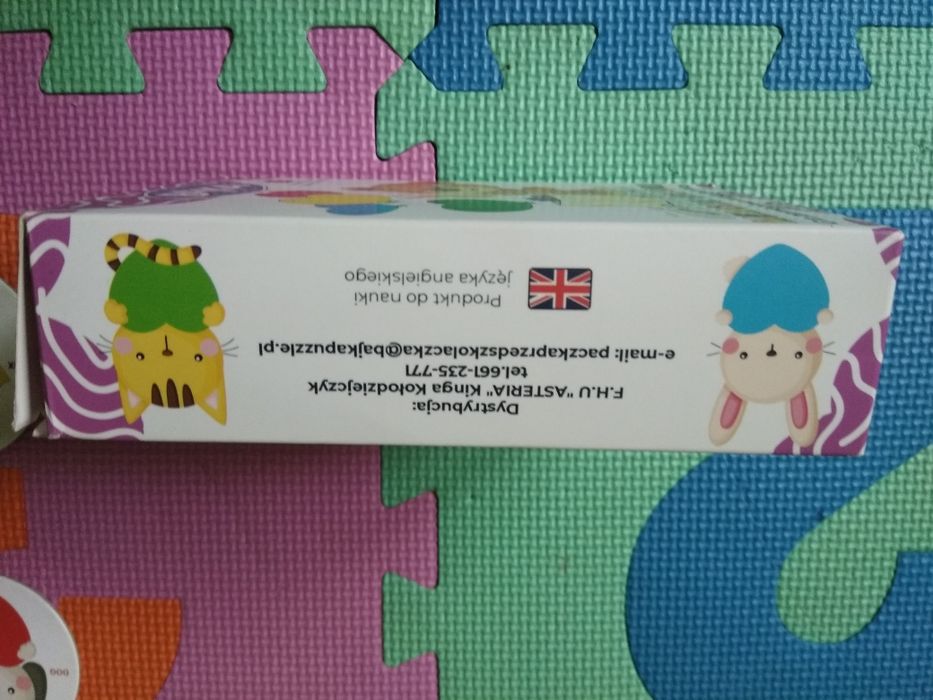 Dystrybucja:
F.H.U "ASTERIA" Kinga Kołodziejczyk
tel.661-235-771
e-mail: paczkaprzedszkolaczka@bajkapuzzle.pl
Produkt do nauki
języka angielskiego